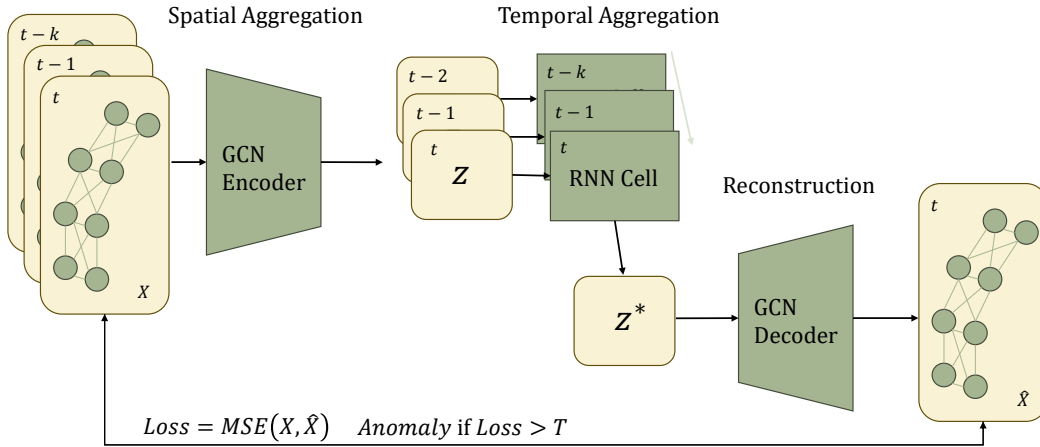 Spatial Aggregation
Temporal Aggregation
t − k
t − 1
t
X
GCN
Encoder
t − 2
t − 1
t
Z
t − k
t − 1
t
RNN Cell
Reconstruction
Z*
GCN
Decoder
t
X̂
Loss = MSE(X, X̂) Anomaly if Loss > T